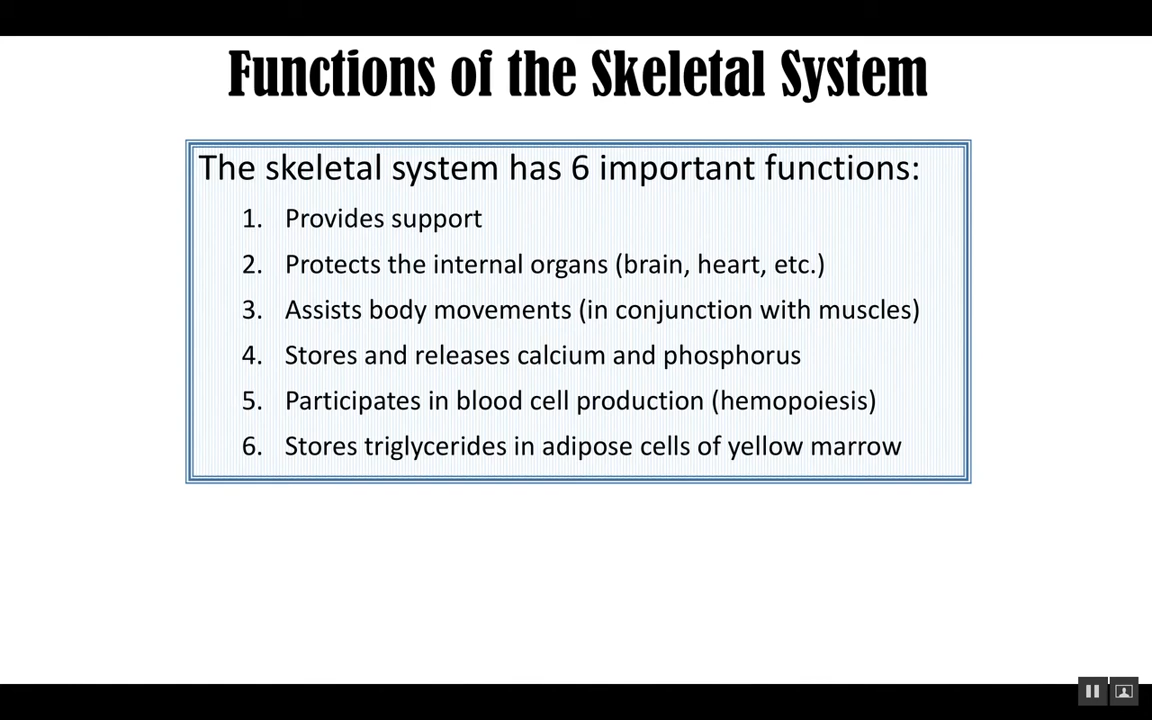 Functions of the Skeletal System
The skeletal system has 6 important functions:
1. Provides support
2. Protects the internal organs (brain, heart, etc.)
3. Assists body movements (in conjunction with muscles)
4. Stores and releases calcium and phosphorus
5. Participates in blood cell production (hemopoiesis)
6. Stores triglycerides in adipose cells of yellow marrow